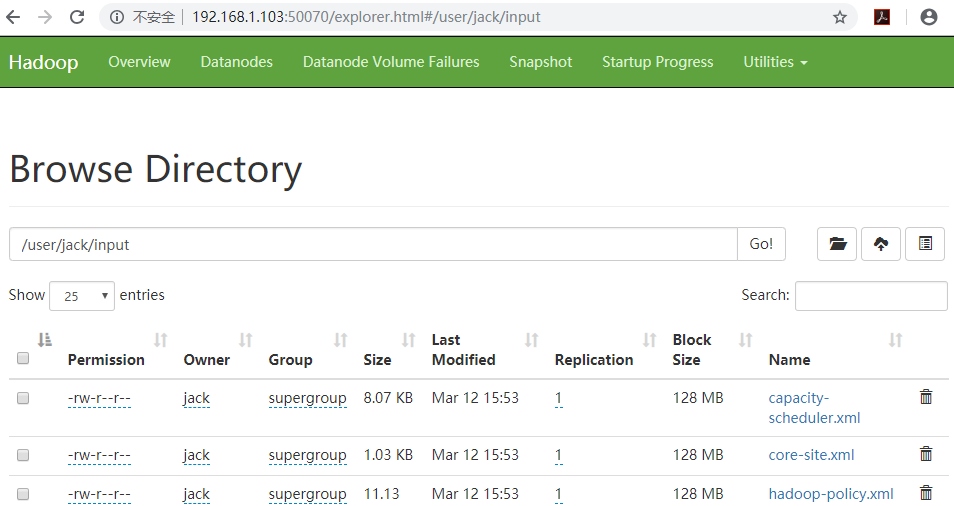 不安全 192.168.1.103:50070/explorer.html#/user/jack/input
Hadoop Overview Datanodes Datanode Volume Failures Snapshot Startup Progress Utilities
Browse Directory
/user/jack/input Go!
Show 25 entries Search:
Permission Owner Group Size Last Modified Replication Block Size Name
-rw-r--r-- jack supergroup 8.07 KB Mar 12 15:53 1 128 MB capacity-
scheduler.xml
-rw-r--r-- jack supergroup 1.03 KB Mar 12 15:53 1 128 MB core-site.xml
-rw-r--r-- jack supergroup 11.13 Mar 12 15:53 1 128 MB hadoop-policy.xml